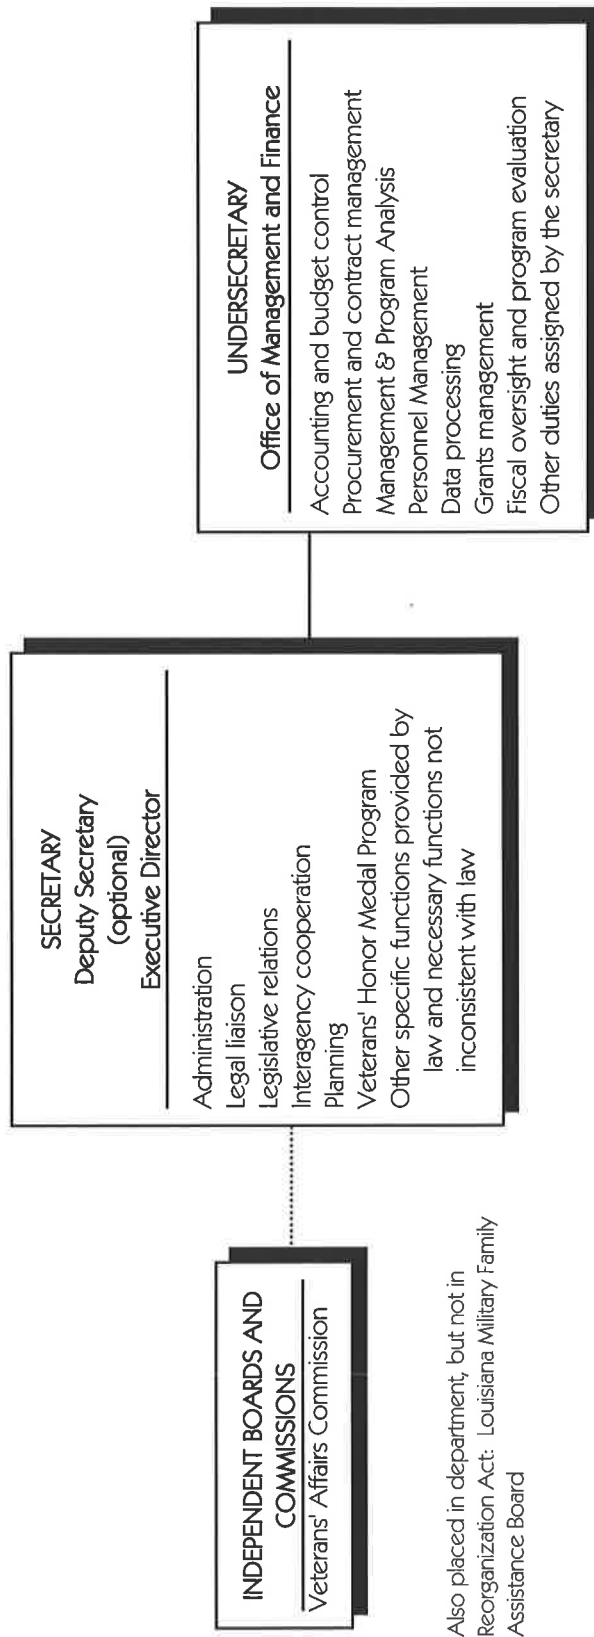 SECRETARY
Deputy Secretary
(optional)
Executive Director
Administration
Legal liaison
Legislative relations
Interagency cooperation
Planning
Veterans' Honor Medal Program
Other specific functions provided by
law and necessary functions not
inconsistent with law
INDEPENDENT BOARDS AND
COMMISSIONS
Veterans' Affairs Commission
UNDERSECRETARY
Office of Management and Finance
Accounting and budget control
Procurement and contract management
Management & Program Analysis
Personnel Management
Data processing
Grants management
Fiscal oversight and program evaluation
Other duties assigned by the secretary
Also placed in department, but not in
Reorganization Act: Louisiana Military Family
Assistance Board